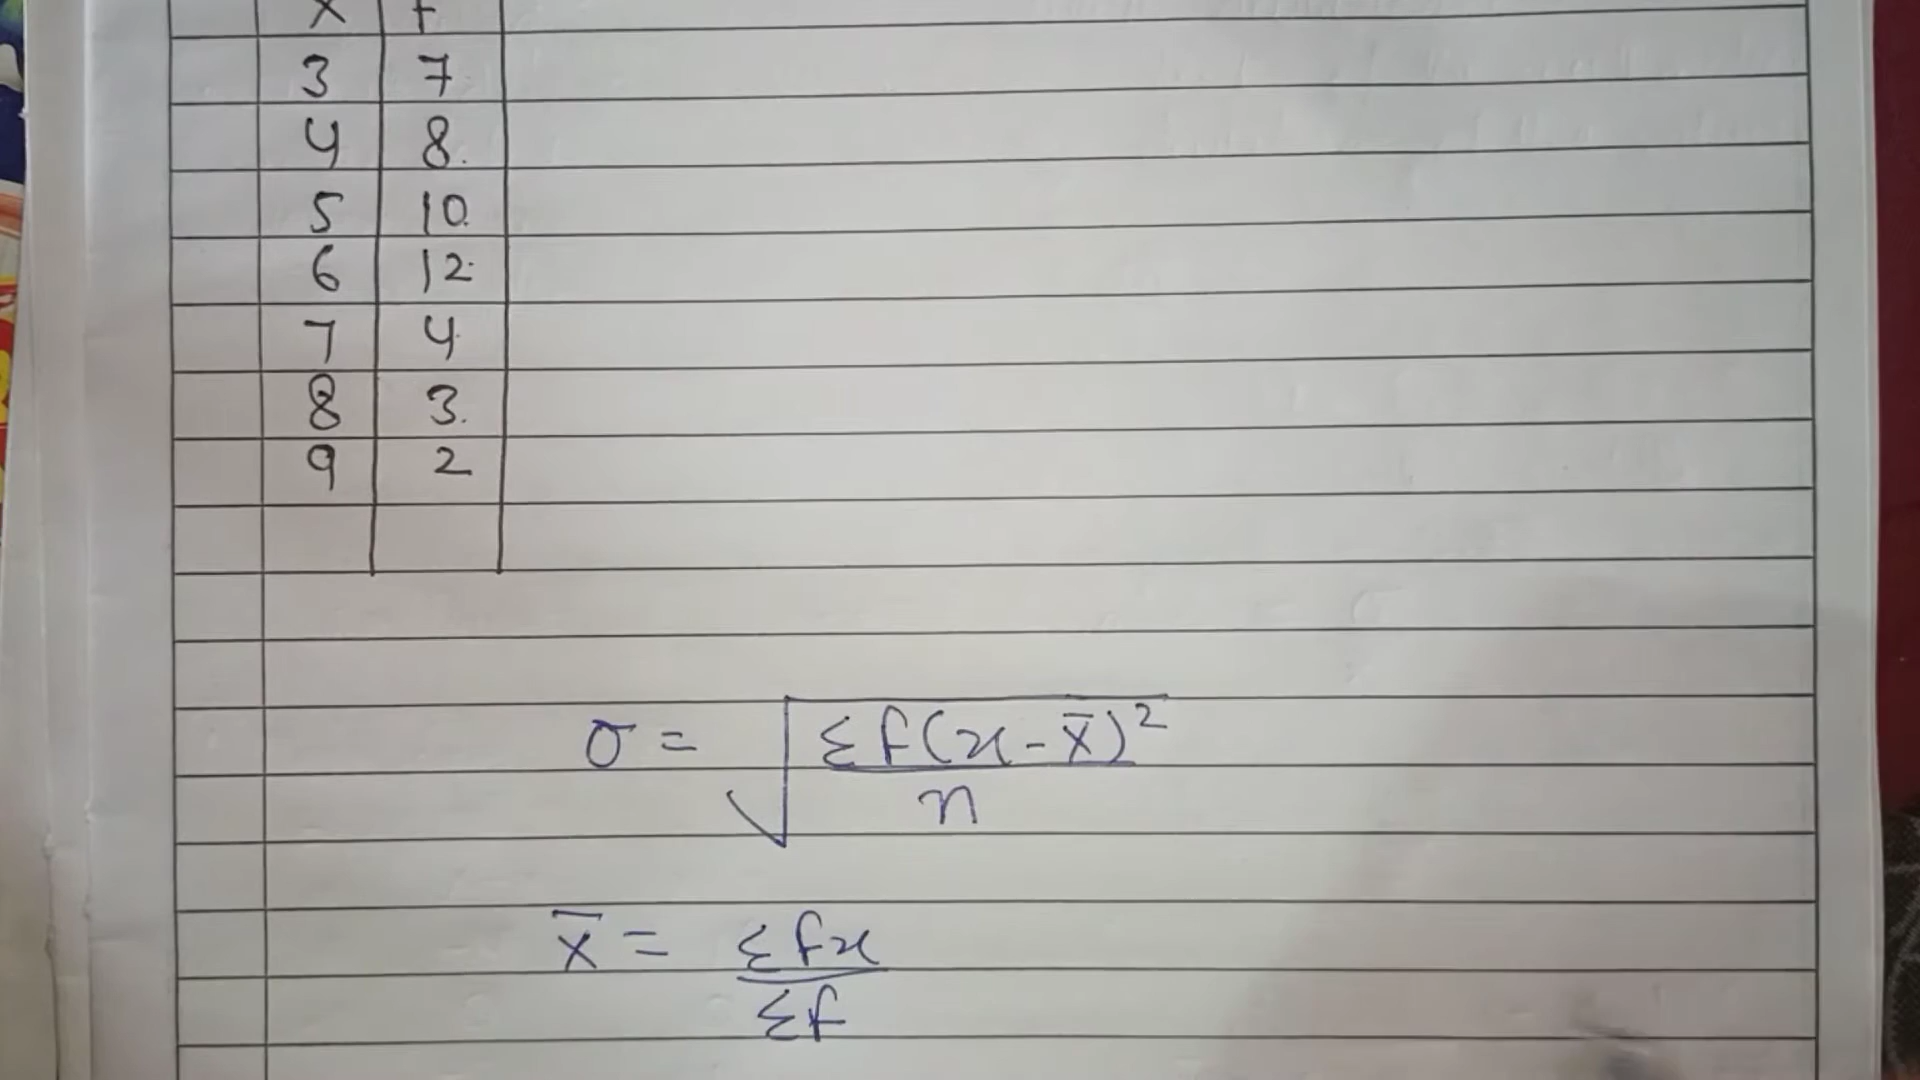 x f
3 7
4 8.
5 10.
6 12.
7 4.
8 3.
9 2
σ = √Σf(x-x̄)²
n
x̄ = Σfx
Σf